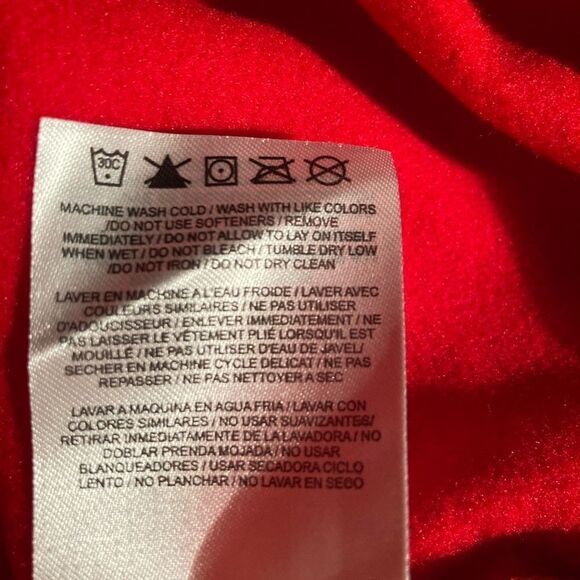 30C
MACHINE WASH COLD / WASH WITH LIKE COLORS
/DO NOT USE SOFTENERS / REMOVE
IMMEDIATELY / DO NOT ALLOW TO LAY ON ITSELF
WHEN WET / DO NOT BLEACH / TUMBLE DRY LOW
/DO NOT IRON / DO NOT DRY CLEAN
LAVER EN MACHINE A L'EAU FROIDE / LAVER AVEC
COULEURS SIMILAIRES / NE PAS UTILISER
D'ADOUCISSEUR / ENLEVER IMMEDIATEMENT / NE
PAS LAISSER LE VÊTEMENT PLIÉ LORSQU'IL EST
MOUILLÉ / NE PAS UTILISER D'EAU DE JAVEL/
SECHER EN MACHINE CYCLE DELICAT / NE PAS
REPASSER / NE PAS NETTOYER A SEC
LAVAR A MAQUINA EN AGUA FRIA / LAVAR CON
COLORES SIMILARES / NO USAR SUAVIZANTES/
RETIRAR IMMEDIATAMENTE DE LA LAVADORA / NO
DOBLAR PRENDA MOJADA / NO USAR
BLANQUEADORES / USAR SECADORA CICLO
LENTO / NO PLANCHAR / NO LAVAR EN SECO